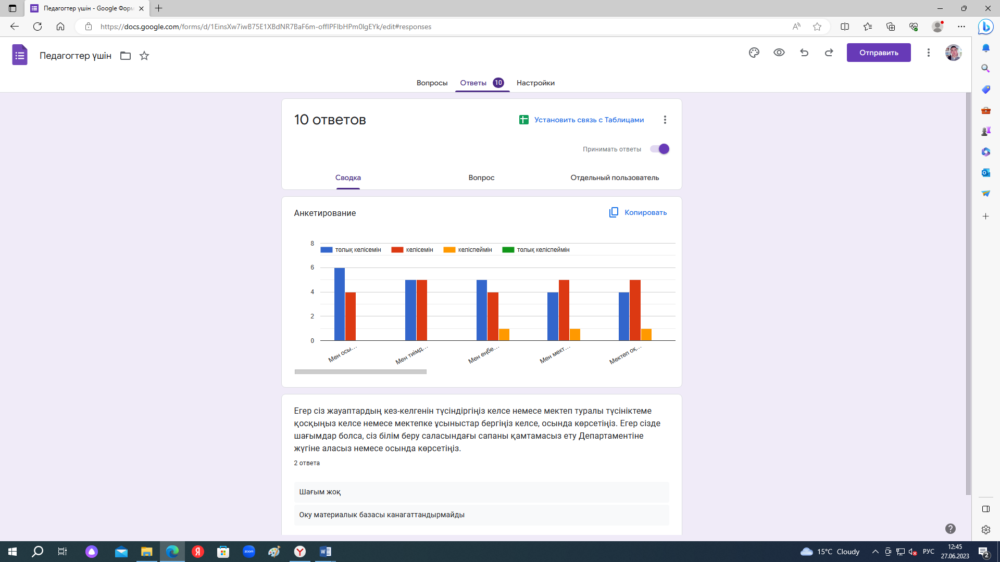 Педагогтер үшін - Google Форм
https://docs.google.com/forms/d/1EinsXw7iwB75E1XBdNR7BaF6m-offlPFlbHPm0lgEYk/edit#responses
Педагогтер үшін
Отправить
Вопросы Ответы 10 Настройки
10 ответов
Установить связь с Таблицами
Принимать ответы
Сводка Вопрос Отдельный пользователь
Анкетирование
Копировать
8
толық келісемін келісемін келіспеймін толық келіспеймін
6
4
2
0
Мен осы... Мен тиімд... Мен еңбе... Мен мект... Мектеп оқ...
Егер сіз жауаптардың кез-келгенін түсіндіргіңіз келсе немесе мектеп туралы түсініктеме
қосқыңыз келсе немесе мектепке ұсыныстар бергіңіз келсе, осында көрсетіңіз. Егер сізде
шағымдар болса, сіз білім беру саласындағы сапаны қамтамасыз ету Департаментіне
жүгіне аласыз немесе осында көрсетіңіз.
2 ответа
Шағым жоқ
Оку материалык базасы канагаттандырмайды
zoom
15°C Cloudy
РУС
12:45
27.06.2023
2